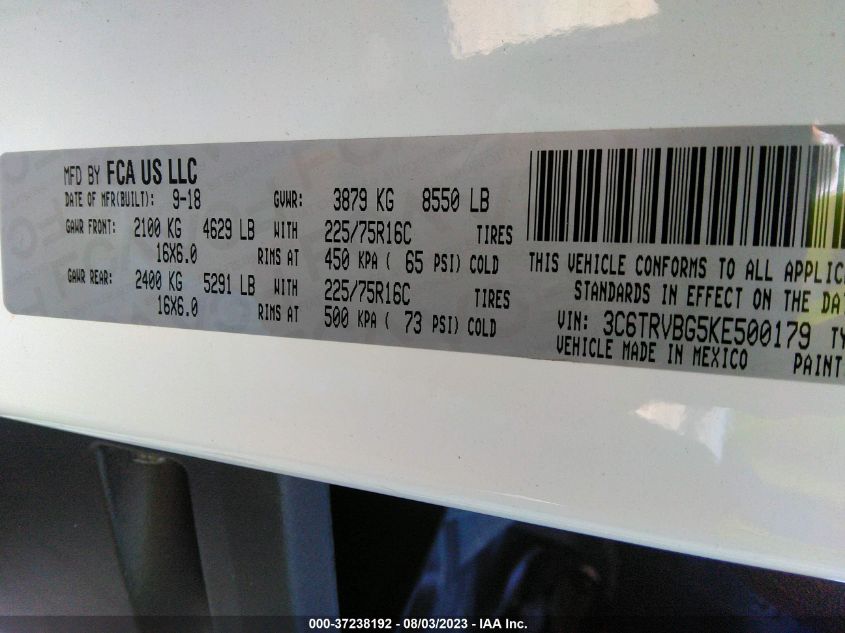 MFD BY FCA US LLC
DATE OF MFR(BUILT): 9-18 GVWR: 3879 KG 8550 LB
GAWR FRONT: 2100 KG 4629 LB WITH 225/75R16C TIRES
16X6.0 RIMS AT 450 KPA ( 65 PSI) COLD
GAWR REAR: 2400 KG 5291 LB WITH 225/75R16C TIRES
16X6.0 RIMS AT 500 KPA ( 73 PSI) COLD
THIS VEHICLE CONFORMS TO ALL APPLIC
STANDARDS IN EFFECT ON THE DA
VIN: 3C6TRVBG5KE500179 TY
VEHICLE MADE IN MEXICO PAINT
000-37238192 - 08/03/2023 - IAA Inc.